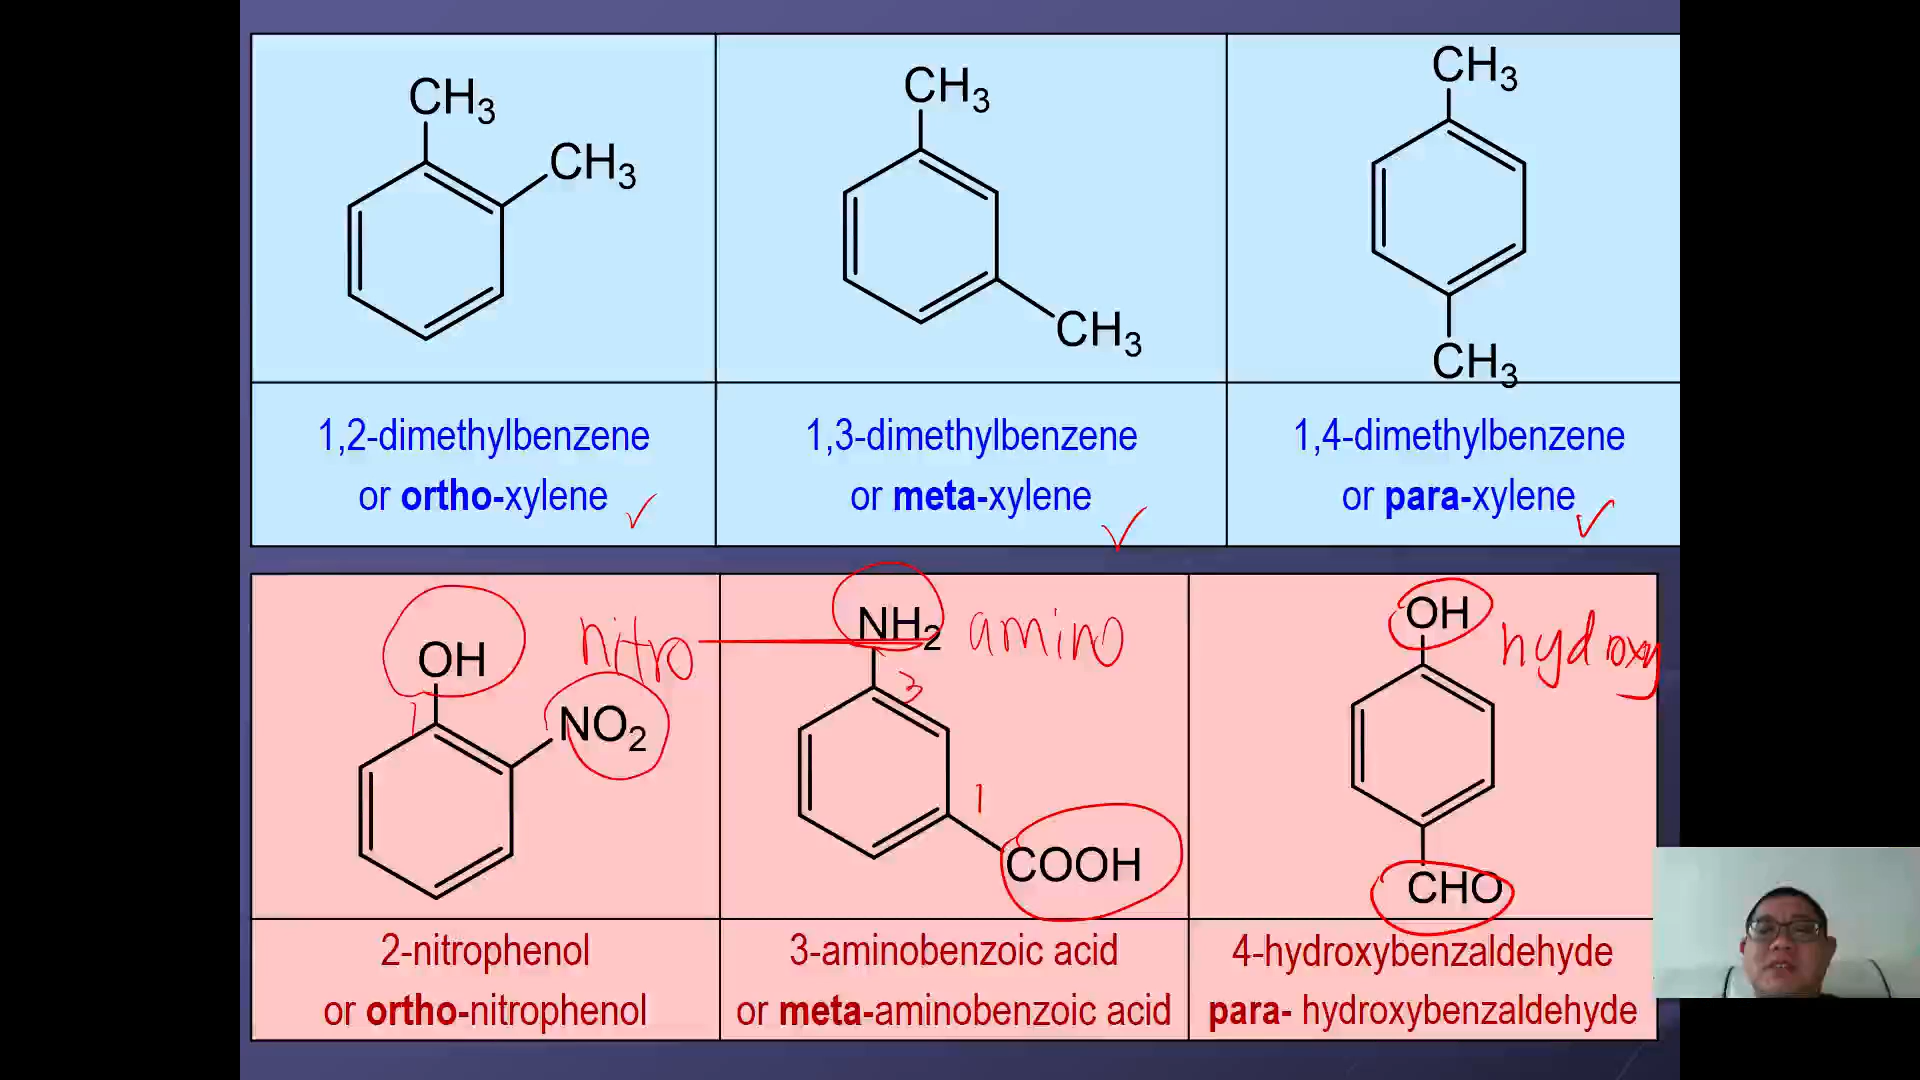 CH3
CH3
CH3
CH3
CH3
CH3
1,2-dimethylbenzene
or ortho-xylene
1,3-dimethylbenzene
or meta-xylene
1,4-dimethylbenzene
or para-xylene
OH
nitro
1
NO2
NH2
amino
3
1
COOH
OH
hydroxy
CHO
2-nitrophenol
or ortho-nitrophenol
3-aminobenzoic acid
or meta-aminobenzoic acid
4-hydroxybenzaldehyde
para- hydroxybenzaldehyde